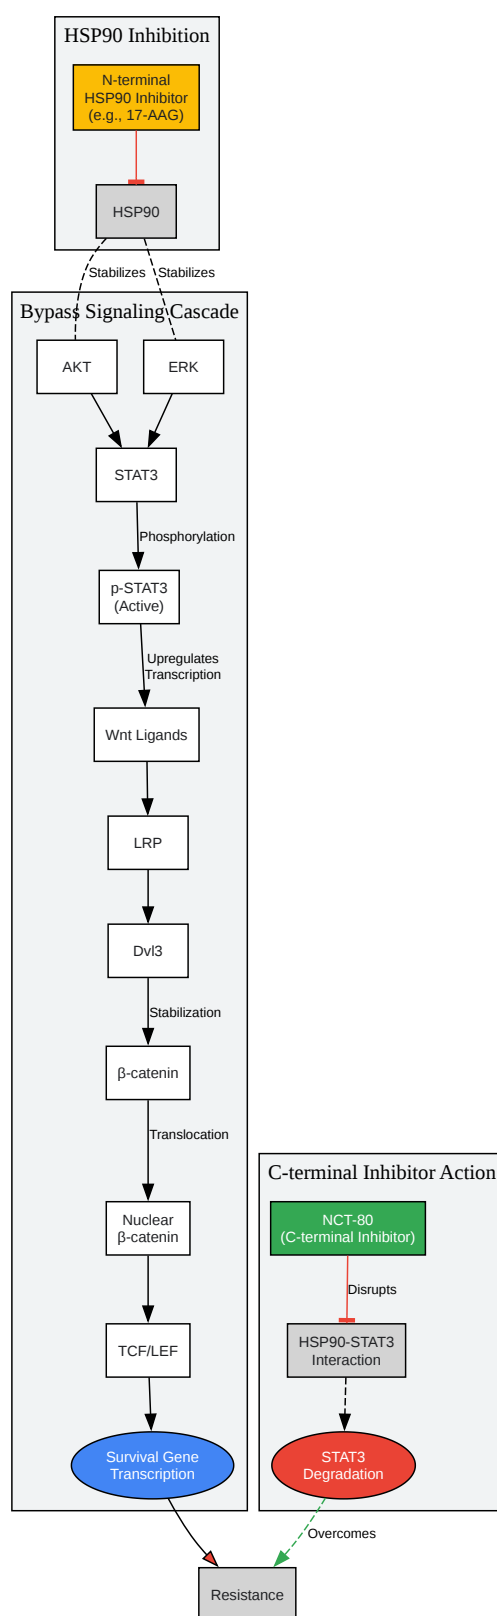 HSP90 Inhibition
N-terminal
HSP90 Inhibitor
(e.g., 17-AAG)
HSP90
Stabilizes
Stabilizes
Bypass Signaling Cascade
AKT
ERK
STAT3
Phosphorylation
p-STAT3
(Active)
Upregulates
Transcription
Wnt Ligands
LRP
Dvl3
Stabilization
β-catenin
Translocation
Nuclear
β-catenin
TCF/LEF
Survival Gene
Transcription
C-terminal Inhibitor Action
NCT-80
(C-terminal Inhibitor)
Disrupts
HSP90-STAT3
Interaction
STAT3
Degradation
Overcomes
Resistance